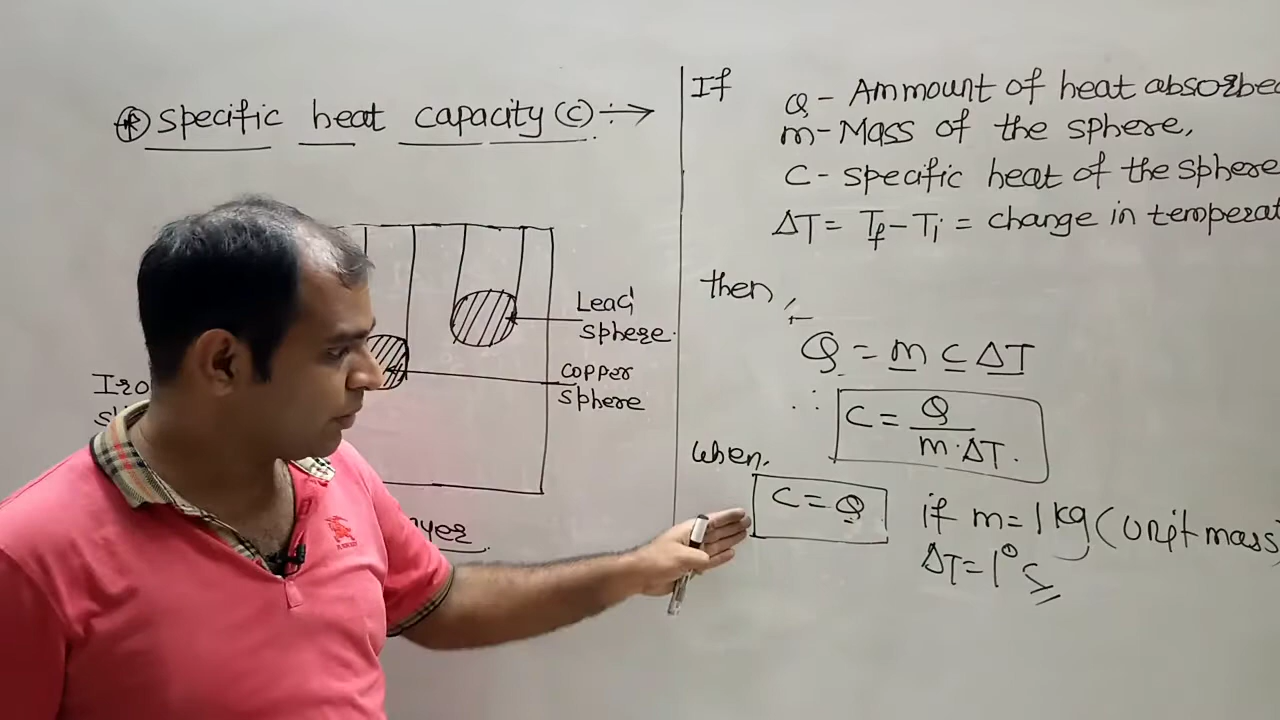 * specific heat capacity (c) :→
Lead
sphere.
copper
sphere
If
Q - Ammount of heat absorbed
m - Mass of the sphere,
C - specific heat of the sphere
ΔT = Tf - Ti = change in temperat
then,
Q = m c ΔT
∴ C = Q / m·ΔT.
when,
C = Q if m = 1 kg (unit mass)
ΔT = 1°